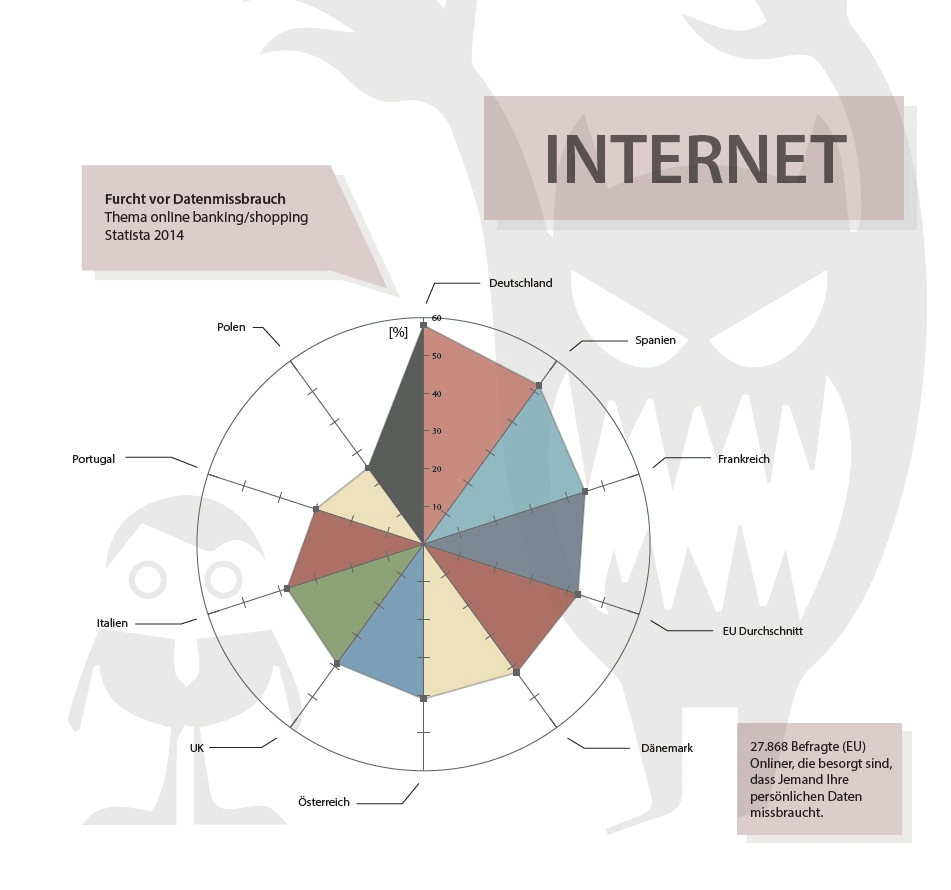 INTERNET
Furcht vor Datenmissbrauch
Thema online banking/shopping
Statista 2014
Deutschland
60
[%]
Polen
Spanien
50
40
30
Portugal
Frankreich
20
10
Italien
EU Durchschnitt
UK
Dänemark
Österreich
27.868 Befragte (EU)
Onliner, die besorgt sind,
dass Jemand Ihre
persönlichen Daten
missbraucht.